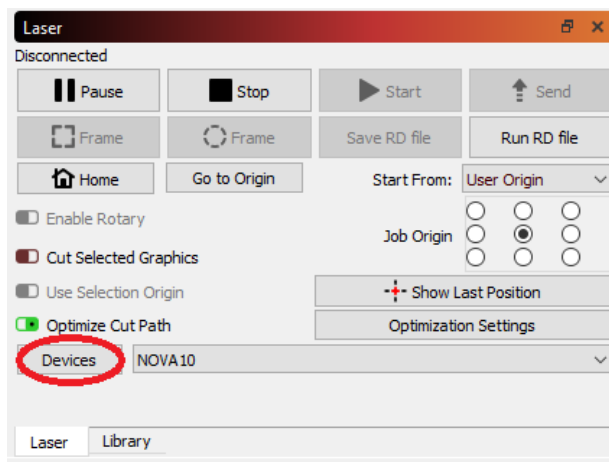 Laser
Disconnected
Pause Stop Start Send
Frame Frame Save RD file Run RD file
Home Go to Origin Start From: User Origin
Enable Rotary
Job Origin
Cut Selected Graphics
Use Selection Origin Show Last Position
Optimize Cut Path Optimization Settings
Devices NOVA10
Laser Library